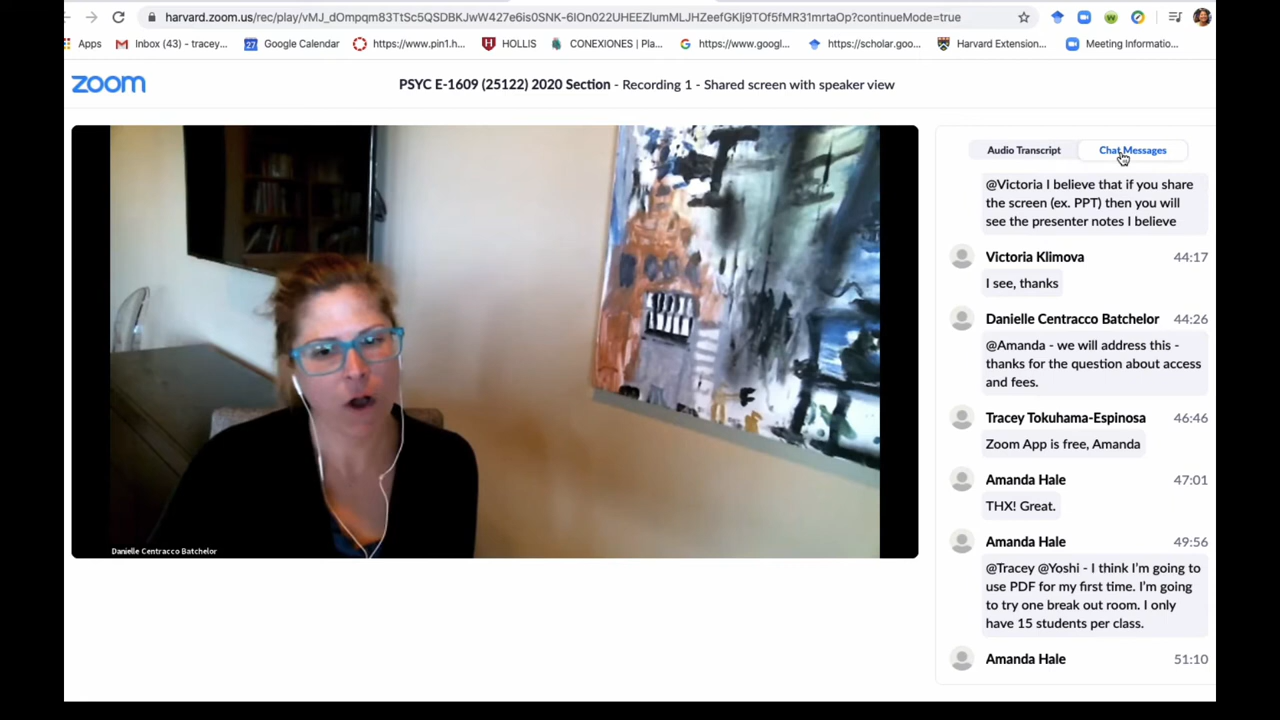 harvard.zoom.us/rec/play/vMJ_dOmpqm83TtSc5QSDBKJwW427e6is0SNK-6IOn022UHEEZlumMLJHZeefGKlj9TOf5fMR31mrtaOp?continueMode=true
Apps Inbox (43) - tracey... Google Calendar https://www.pin1.h... HOLLIS CONEXIONES | Pla... https://www.googl... https://scholar.goo... Harvard Extension... Meeting Informatio...
zoom PSYC E-1609 (25122) 2020 Section - Recording 1 - Shared screen with speaker view
Audio Transcript Chat Messages
@Victoria I believe that if you share
the screen (ex. PPT) then you will
see the presenter notes I believe
Victoria Klimova 44:17
I see, thanks
Danielle Centracco Batchelor 44:26
@Amanda - we will address this -
thanks for the question about access
and fees.
Tracey Tokuhama-Espinosa 46:46
Zoom App is free, Amanda
Amanda Hale 47:01
THX! Great.
Amanda Hale 49:56
@Tracey @Yoshi - I think I'm going to
use PDF for my first time. I'm going
to try one break out room. I only
have 15 students per class.
Amanda Hale 51:10
Danielle Centracco Batchelor